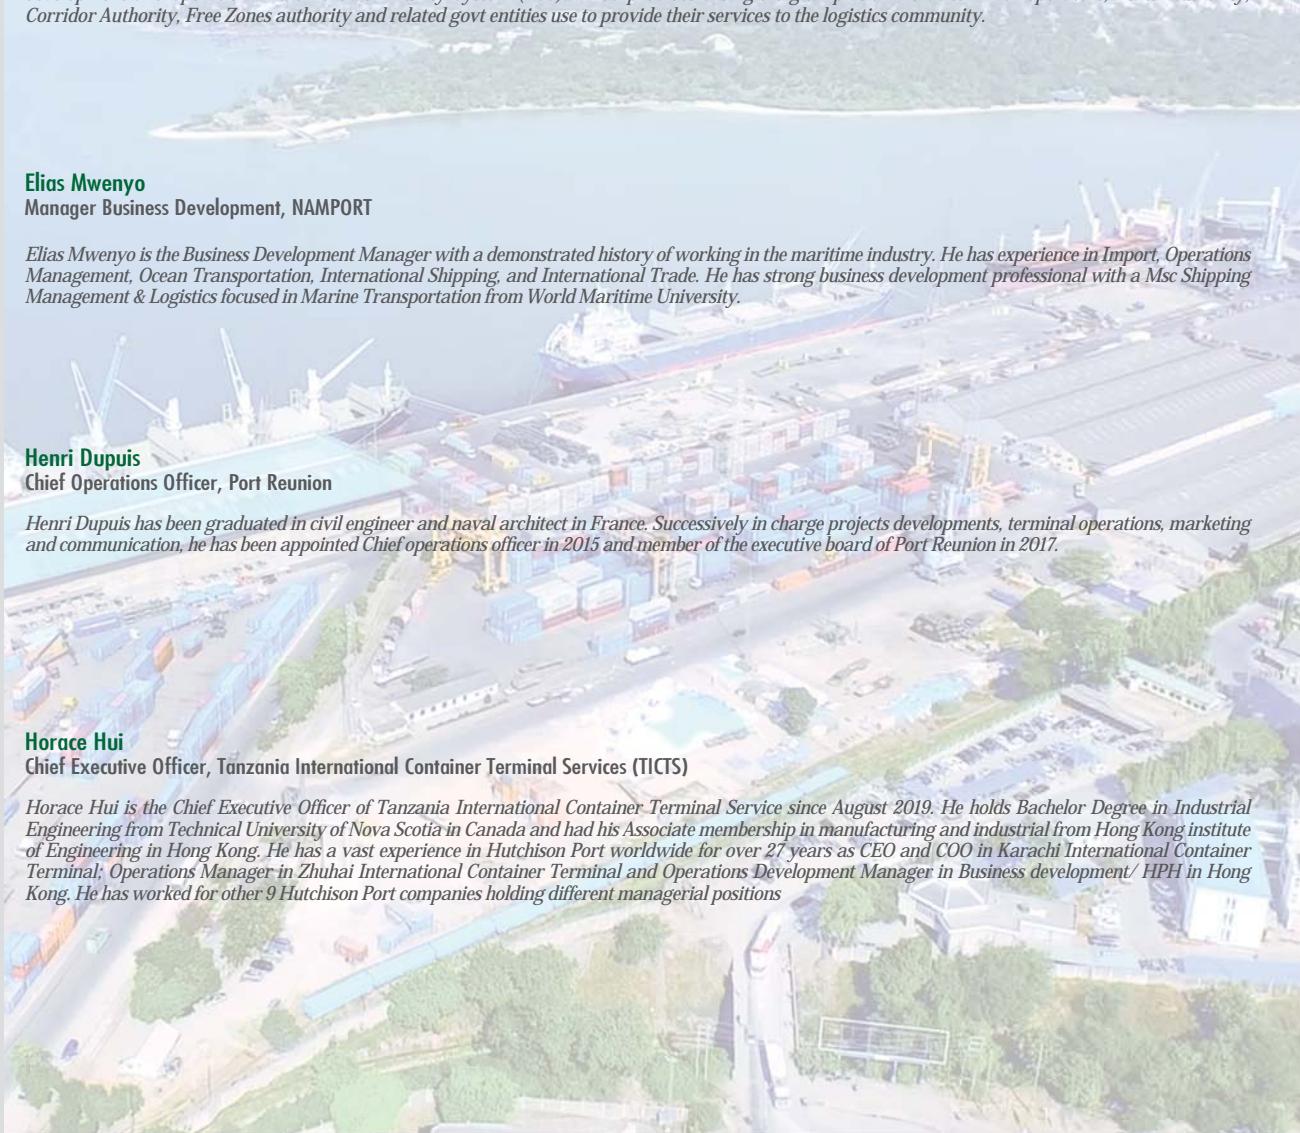 Corridor Authority, Free Zones authority and related govt entities use to provide their services to the logistics community.
Elias Mwenyo
Manager Business Development, NAMPORT
Elias Mwenyo is the Business Development Manager with a demonstrated history of working in the maritime industry. He has experience in Import, Operations
Management, Ocean Transportation, International Shipping, and International Trade. He has strong business development professional with a Msc Shipping
Management & Logistics focused in Marine Transportation from World Maritime University.
Henri Dupuis
Chief Operations Officer, Port Reunion
Henri Dupuis has been graduated in civil engineer and naval architect in France. Successively in charge projects developments, terminal operations, marketing
and communication, he has been appointed Chief operations officer in 2015 and member of the executive board of Port Reunion in 2017.
Horace Hui
Chief Executive Officer, Tanzania International Container Terminal Services (TICTS)
Horace Hui is the Chief Executive Officer of Tanzania International Container Terminal Service since August 2019. He holds Bachelor Degree in Industrial
Engineering from Technical University of Nova Scotia in Canada and had his Associate membership in manufacturing and industrial from Hong Kong institute
of Engineering in Hong Kong. He has a vast experience in Hutchison Port worldwide for over 27 years as CEO and COO in Karachi International Container
Terminal; Operations Manager in Zhuhai International Container Terminal and Operations Development Manager in Business development/ HPH in Hong
Kong. He has worked for other 9 Hutchison Port companies holding different managerial positions